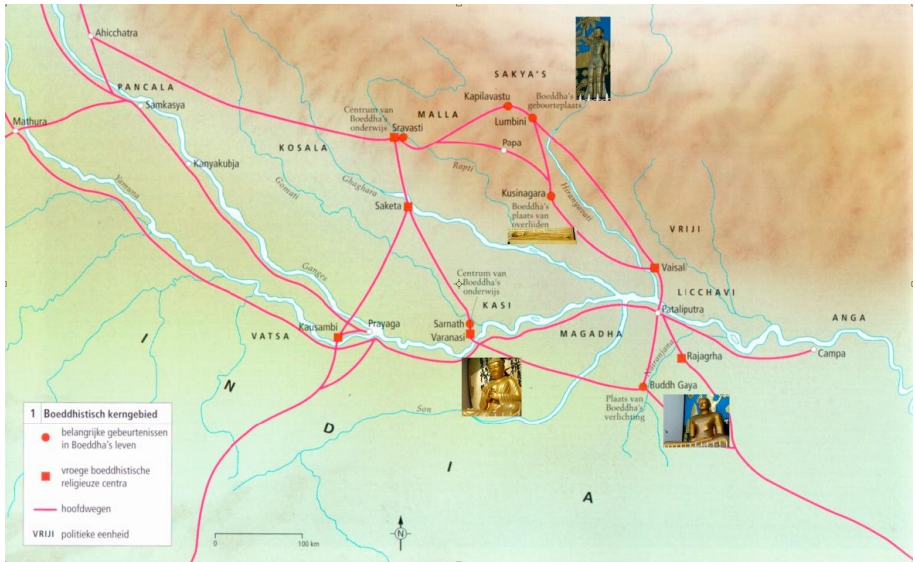 Ahicchatra
PANCALA
Samkasya
Mathura
Kanyakubja
Yamuna
KOSALA
Gomati
Ghaghara
Centrum van
Boeddha's
onderwijs
Sravasti
MALLA
SAKYA'S
Kapilavastu
Boeddha's
geboorteplaats
Lumbini
Papa
Rapti
Kusinagara
Boeddha's
plaats van
overlijden
Hiranyavati
Saketa
VRIJI
Vaisali
LICCHAVI
Pataliputra
ANGA
Campa
Centrum van
Boeddha's
onderwijs
KASI
Sarnath
Varanasi
MAGADHA
Ganges
Kausambi
Prayaga
VATSA
Rajagrha
Buddh Gaya
Plaats van
Boeddha's
verlichting
Son
I N D I A
1 Boeddhistisch kerngebied
belangrijke gebeurtenissen
in Boeddha's leven
vroege boeddhistische
religieuze centra
hoofdwegen
VRIJI politieke eenheid
0 100 km
N